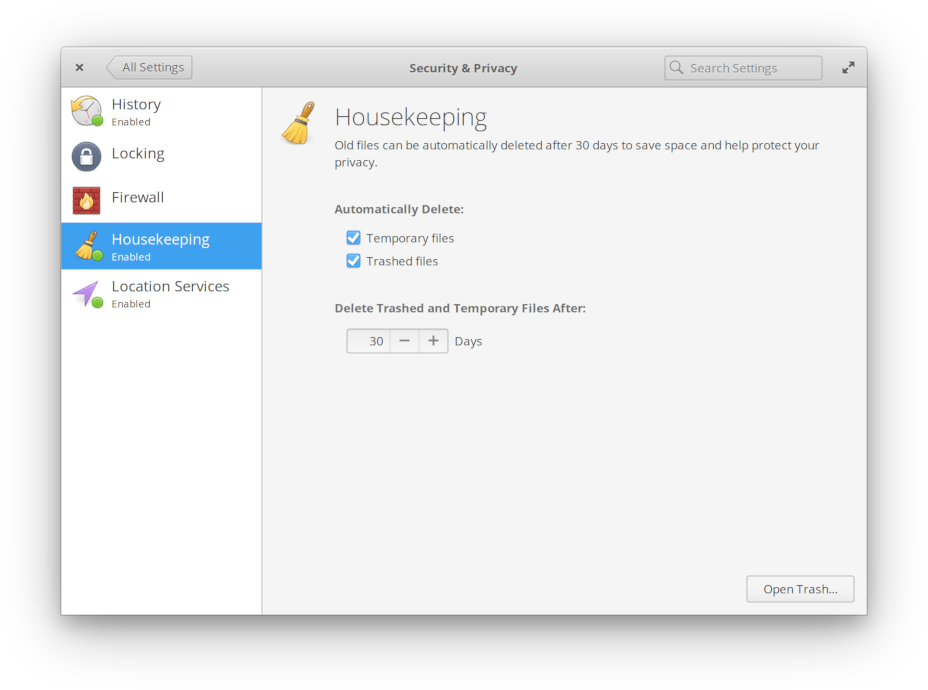 All Settings
Security & Privacy
Search Settings
History
Enabled
Locking
Firewall
Housekeeping
Enabled
Location Services
Enabled
Housekeeping
Old files can be automatically deleted after 30 days to save space and help protect your
privacy.
Automatically Delete:
Temporary files
Trashed files
Delete Trashed and Temporary Files After:
30 Days
Open Trash...